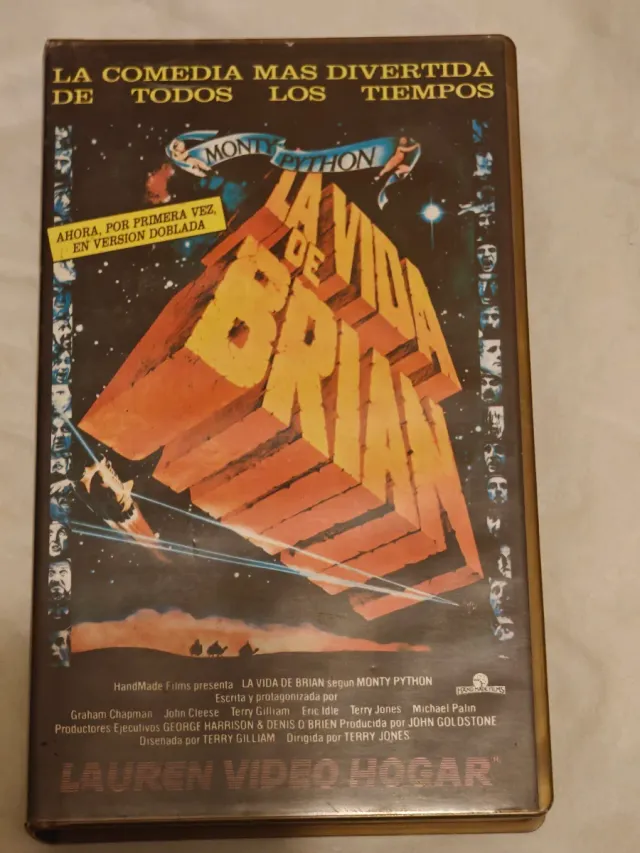 LA COMEDIA MAS DIVERTIDA
DE TODOS LOS TIEMPOS
MONTY PYTHON
AHORA, POR PRIMERA VEZ,
EN VERSION DOBLADA
LA VIDA
DE
BRIAN
HandMade Films presenta LA VIDA DE BRIAN segun MONTY PYTHON
HANDMADE FILMS
Escrita y protagonizada por
Graham Chapman John Cleese Terry Gilliam Eric Idle Terry Jones Michael Palin
Productores Ejecutivos GEORGE HARRISON & DENIS O BRIEN Producida por JOHN GOLDSTONE
Diseñada por TERRY GILLIAM Dirigida por TERRY JONES
LAUREN VIDEO HOGAR